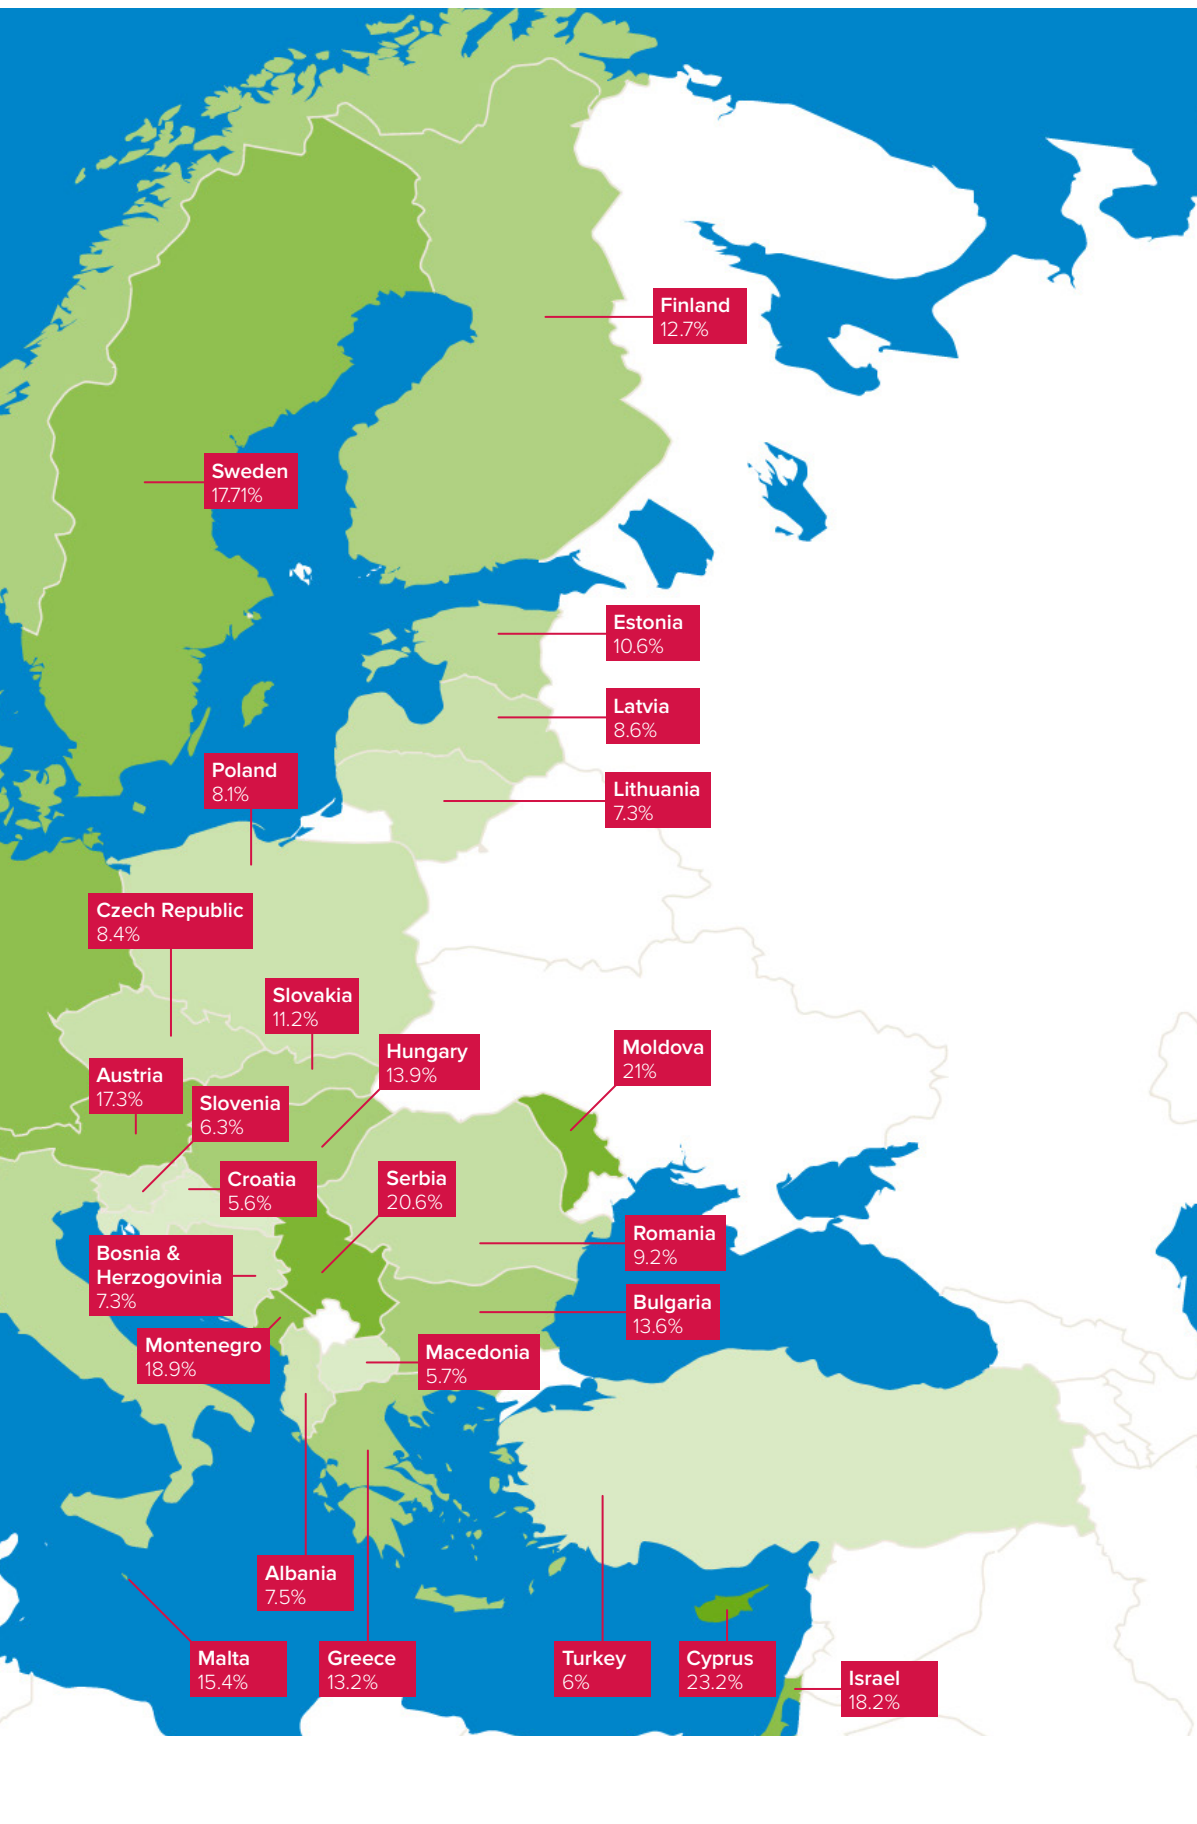 Finland
12.7%
Sweden
17.71%
Estonia
10.6%
Latvia
8.6%
Poland
8.1%
Lithuania
7.3%
Czech Republic
8.4%
Slovakia
11.2%
Hungary
13.9%
Moldova
21%
Austria
17.3%
Slovenia
6.3%
Croatia
5.6%
Serbia
20.6%
Romania
9.2%
Bosnia &
Herzogovinia
7.3%
Bulgaria
13.6%
Montenegro
18.9%
Macedonia
5.7%
Albania
7.5%
Malta
15.4%
Greece
13.2%
Turkey
6%
Cyprus
23.2%
Israel
18.2%